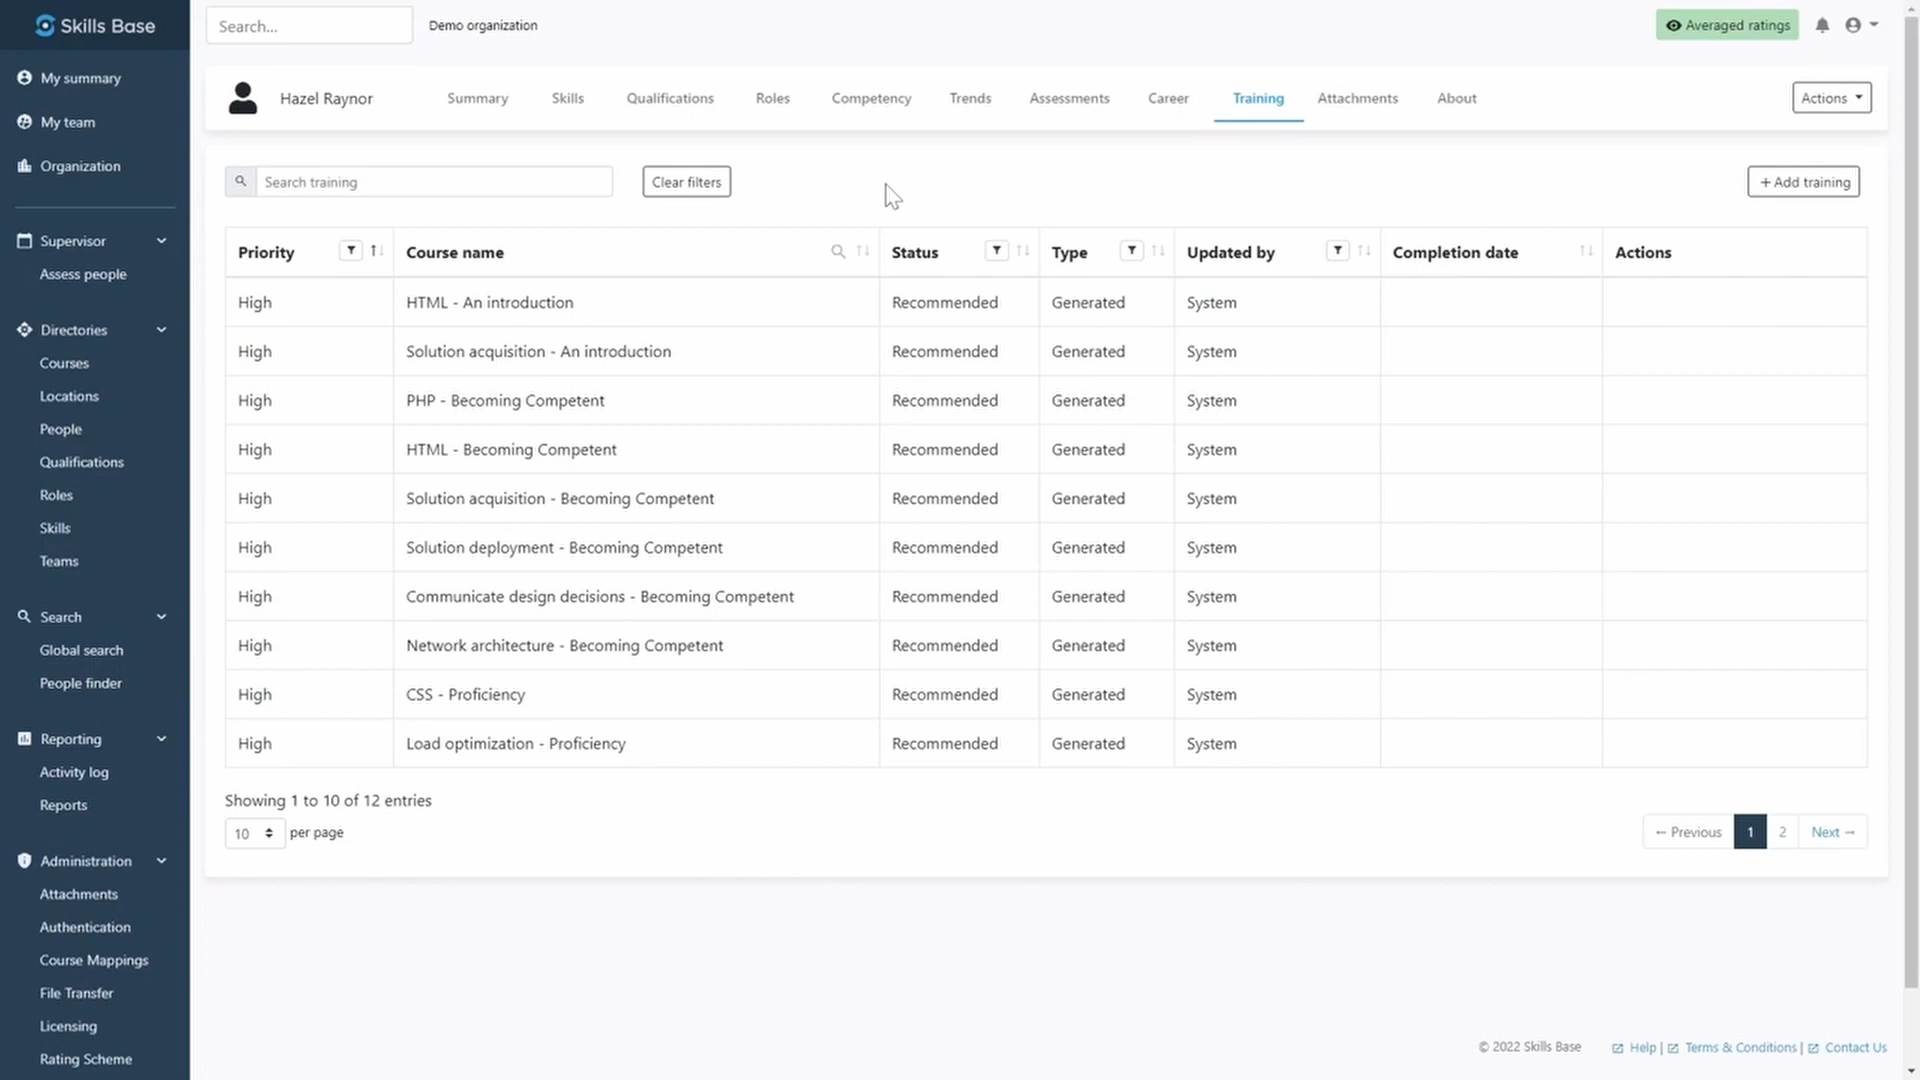 Skills Base
Search...
Demo organization
Averaged ratings
My summary
My team
Organization
Supervisor
Assess people
Directories
Courses
Locations
People
Qualifications
Roles
Skills
Teams
Search
Global search
People finder
Reporting
Activity log
Reports
Administration
Attachments
Authentication
Course Mappings
File Transfer
Licensing
Rating Scheme
Hazel Raynor Summary Skills Qualifications Roles Competency Trends Assessments Career Training Attachments About Actions
Search training Clear filters + Add training
Priority Course name Status Type Updated by Completion date Actions
High HTML - An introduction Recommended Generated System
High Solution acquisition - An introduction Recommended Generated System
High PHP - Becoming Competent Recommended Generated System
High HTML - Becoming Competent Recommended Generated System
High Solution acquisition - Becoming Competent Recommended Generated System
High Solution deployment - Becoming Competent Recommended Generated System
High Communicate design decisions - Becoming Competent Recommended Generated System
High Network architecture - Becoming Competent Recommended Generated System
High CSS - Proficiency Recommended Generated System
High Load optimization - Proficiency Recommended Generated System
Showing 1 to 10 of 12 entries
10 per page
← Previous 1 2 Next →
© 2022 Skills Base Help | Terms & Conditions | Contact Us